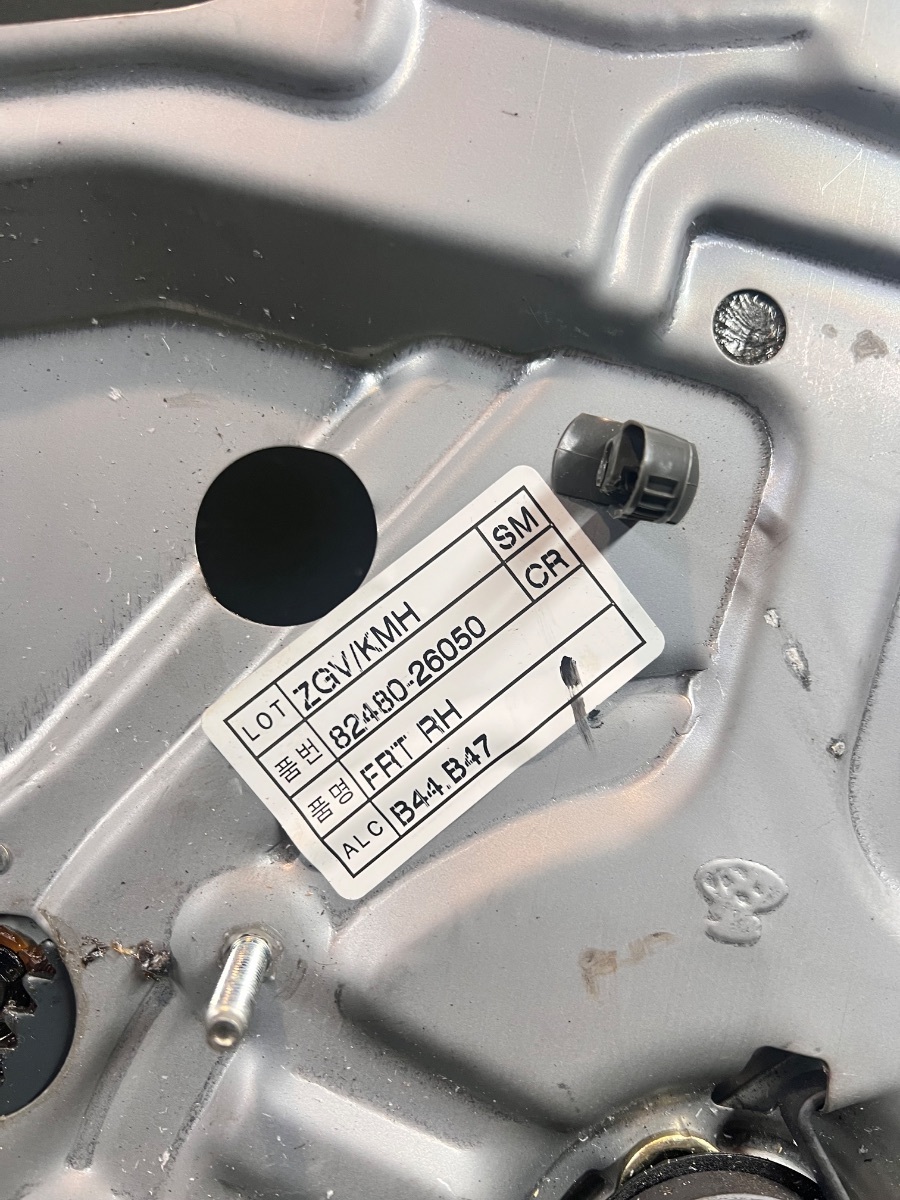 LOT ZGV/KMH SM
품번 82480-26050 CR
품명 FRT RH
ALC B44.B47